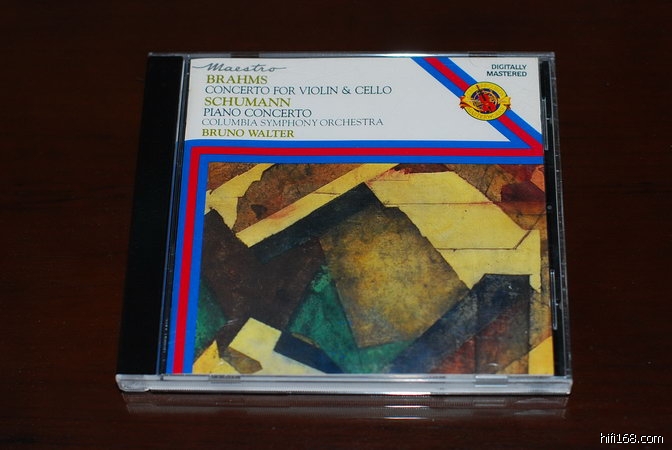 Maestro
BRAHMS
CONCERTO FOR VIOLIN & CELLO
SCHUMANN
PIANO CONCERTO
COLUMBIA SYMPHONY ORCHESTRA
BRUNO WALTER
DIGITALLY
MASTERED
hifi168.com